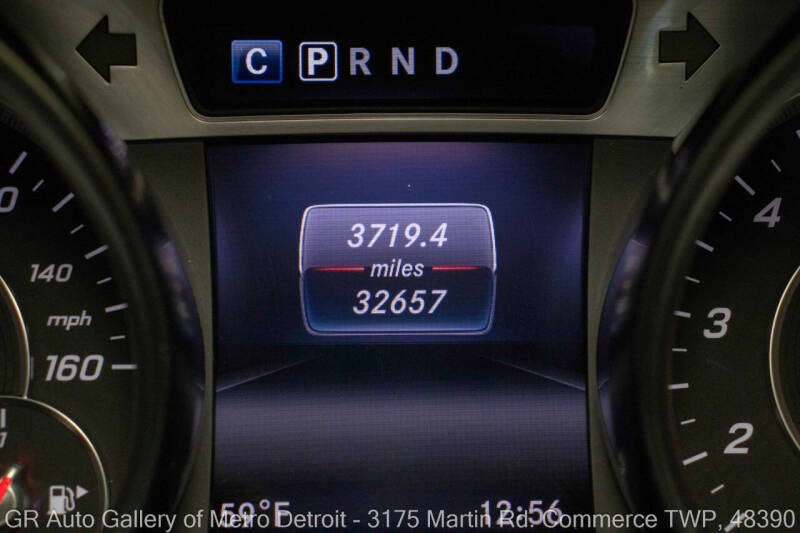 C P R N D
3719.4
miles
32657
140
mph
160
4
3
2
59°F 12:56
GR Auto Gallery of Metro Detroit - 3175 Martin Rd. Commerce TWP, 48390